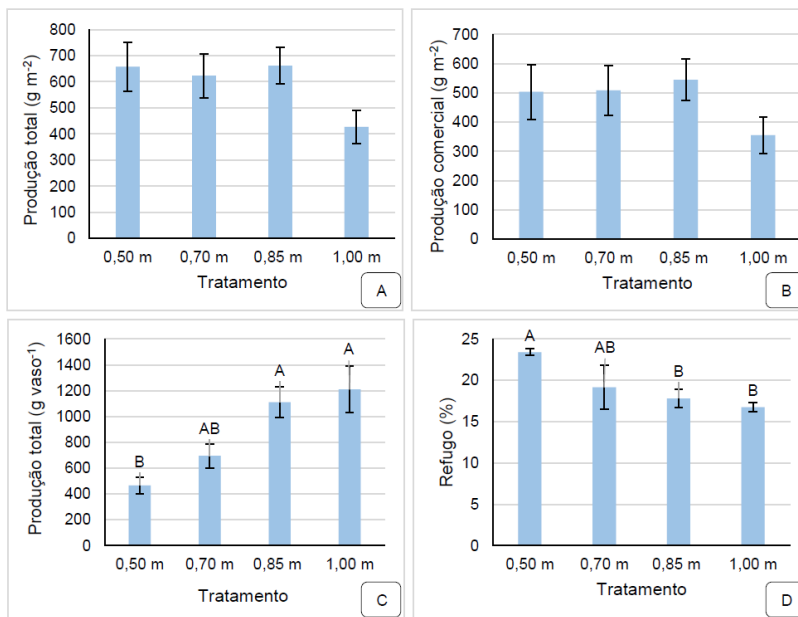 Produção total (g m⁻²)
800
700
600
500
400
300
200
100
0
0,50 m 0,70 m 0,85 m 1,00 m
Tratamento
A
Produção comercial (g m⁻²)
700
600
500
400
300
200
100
0
0,50 m 0,70 m 0,85 m 1,00 m
Tratamento
B
Produção total (g vaso⁻¹)
1600
1400
1200
1000
800
600
400
200
0
B AB A A
0,50 m 0,70 m 0,85 m 1,00 m
Tratamento
C
Refugo (%)
25
20
15
10
5
0
A AB B B
0,50 m 0,70 m 0,85 m 1,00 m
Tratamento
D